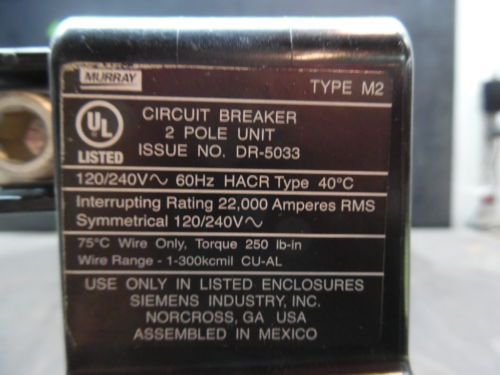 MURRAY
TYPE M2
UL
LISTED
CIRCUIT BREAKER
2 POLE UNIT
ISSUE NO. DR-5033
120/240V∿ 60Hz HACR Type 40°C
Interrupting Rating 22,000 Amperes RMS
Symmetrical 120/240V∿
75°C Wire Only, Torque 250 lb-in
Wire Range - 1-300kcmil CU-AL
USE ONLY IN LISTED ENCLOSURES
SIEMENS INDUSTRY, INC.
NORCROSS, GA USA
ASSEMBLED IN MEXICO